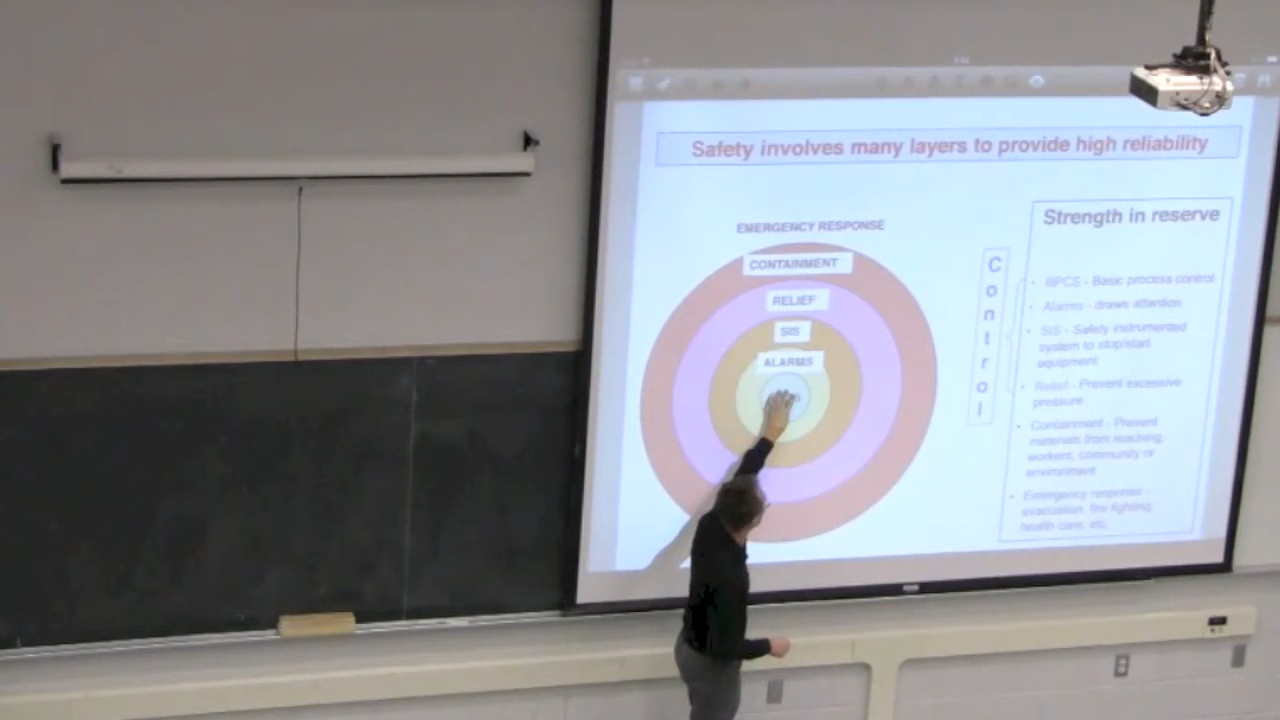 Safety involves many layers to provide high reliability
EMERGENCY RESPONSE
CONTAINMENT
RELIEF
SIS
ALARMS
Control
Strength in reserve
• BPCS - Basic process control
• Alarms - draws attention
• SIS - Safety instrumented
system to stop/start
equipment
• Relief - Prevent excessive
pressure
• Containment - Prevent
materials from reaching,
workers, community or
environment
• Emergency response -
evacuation, fire fighting,
health care, etc.